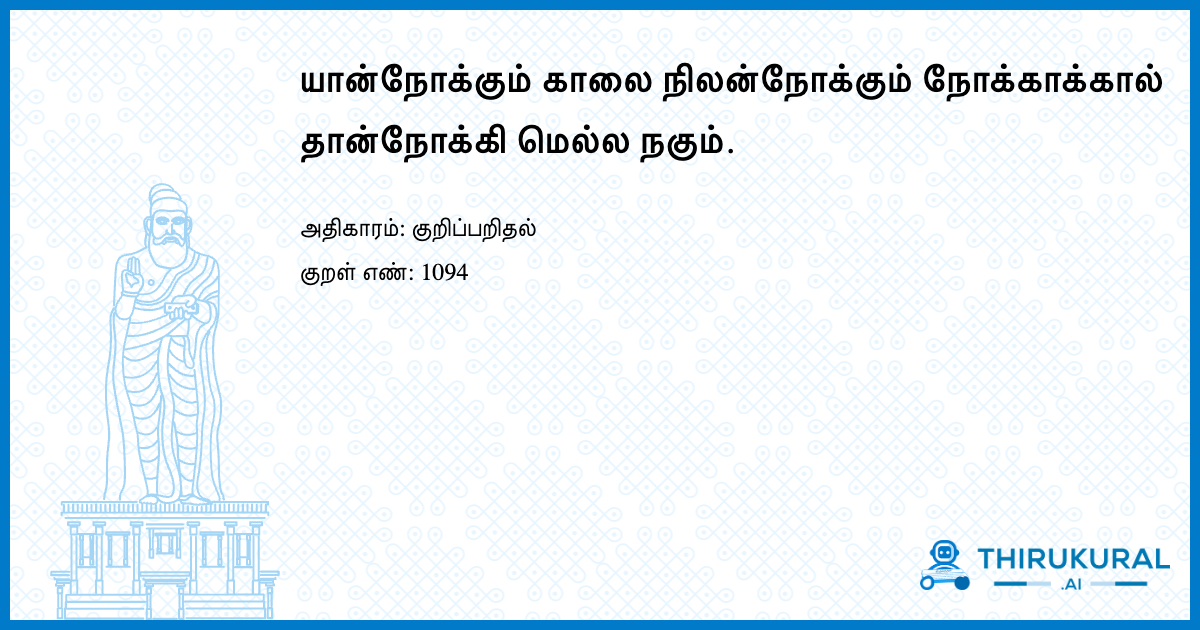 யான்நோக்கும் காலை நிலன்நோக்கும் நோக்காக்கால்
தான்நோக்கி மெல்ல நகும்.
அதிகாரம்: குறிப்பறிதல்
குறள் எண்: 1094
THIRUKURAL
.AI